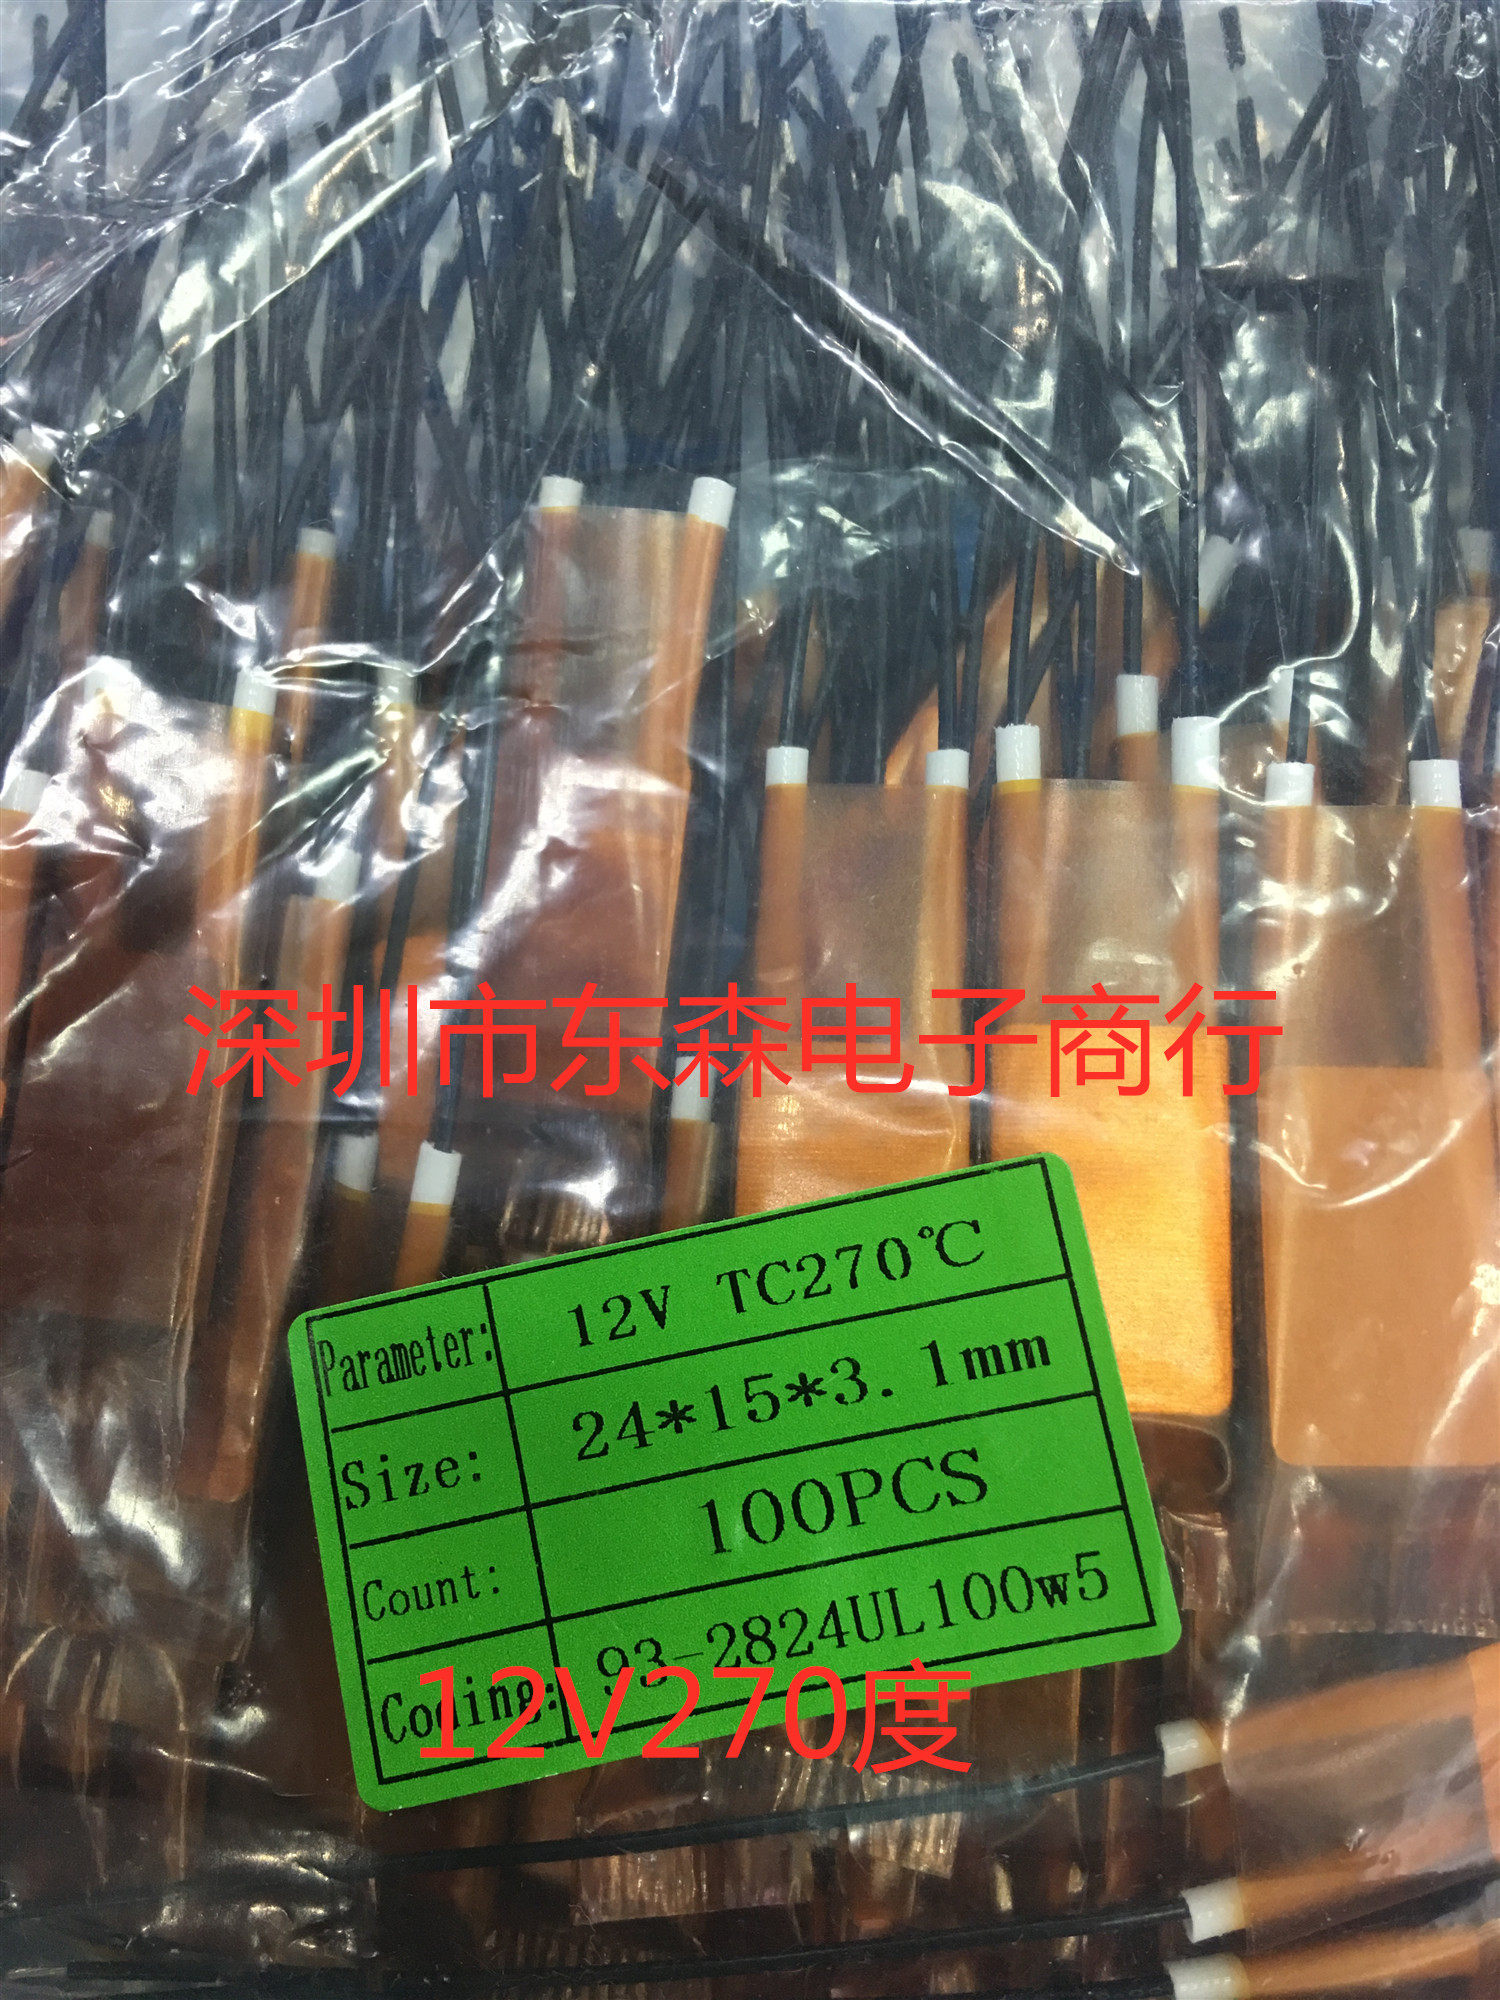 深圳市东森电子商行
Parameter: 12V TC270℃
Size: 24*15*3.1mm
Count: 100PCS
Coding: 93-2824UL100w5
12V270度